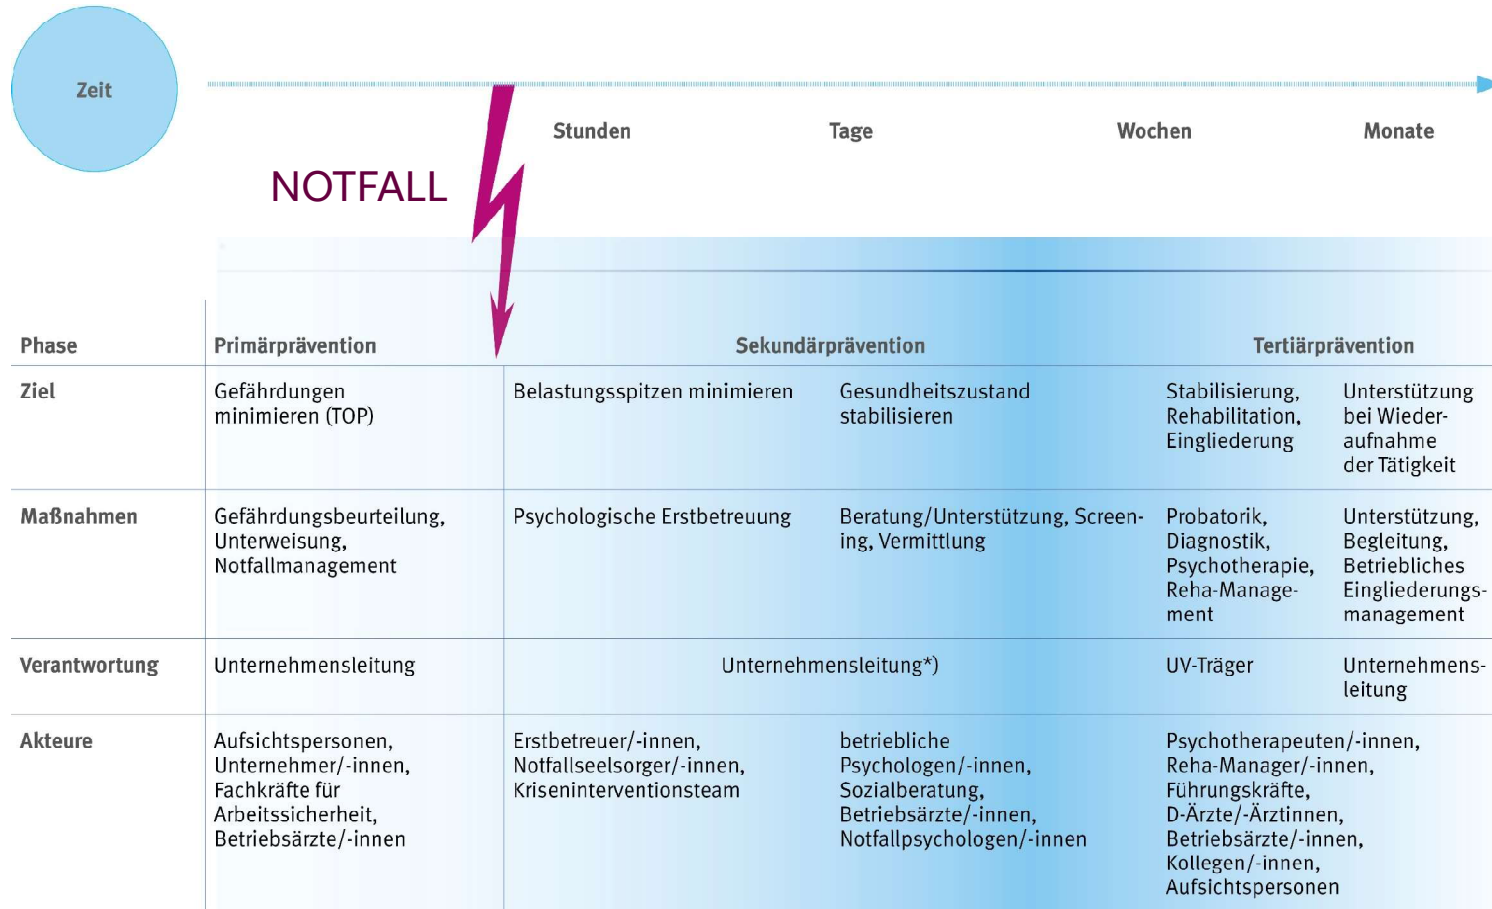 Zeit
Stunden Tage Wochen Monate
NOTFALL
Phase Primärprävention Sekundärprävention Tertiärprävention
Ziel
Gefährdungen
minimieren (TOP)
Belastungsspitzen minimieren
Gesundheitszustand
stabilisieren
Stabilisierung,
Rehabilitation,
Eingliederung
Unterstützung
bei Wieder-
aufnahme
der Tätigkeit
Maßnahmen
Gefährdungsbeurteilung,
Unterweisung,
Notfallmanagement
Psychologische Erstbetreuung
Beratung/Unterstützung, Screen-
ing, Vermittlung
Probatorik,
Diagnostik,
Psychotherapie,
Reha-Manage-
ment
Unterstützung,
Begleitung,
Betriebliches
Eingliederungs-
management
Verantwortung
Unternehmensleitung
Unternehmensleitung*)
UV-Träger
Unternehmens-
leitung
Akteure
Aufsichtspersonen,
Unternehmer/-innen,
Fachkräfte für
Arbeitssicherheit,
Betriebsärzte/-innen
Erstbetreuer/-innen,
Notfallseelsorger/-innen,
Kriseninterventionsteam
betriebliche
Psychologen/-innen,
Sozialberatung,
Betriebsärzte/-innen,
Notfallpsychologen/-innen
Psychotherapeuten/-innen,
Reha-Manager/-innen,
Führungskräfte,
D-Ärzte/-Ärztinnen,
Betriebsärzte/-innen,
Kollegen/-innen,
Aufsichtspersonen